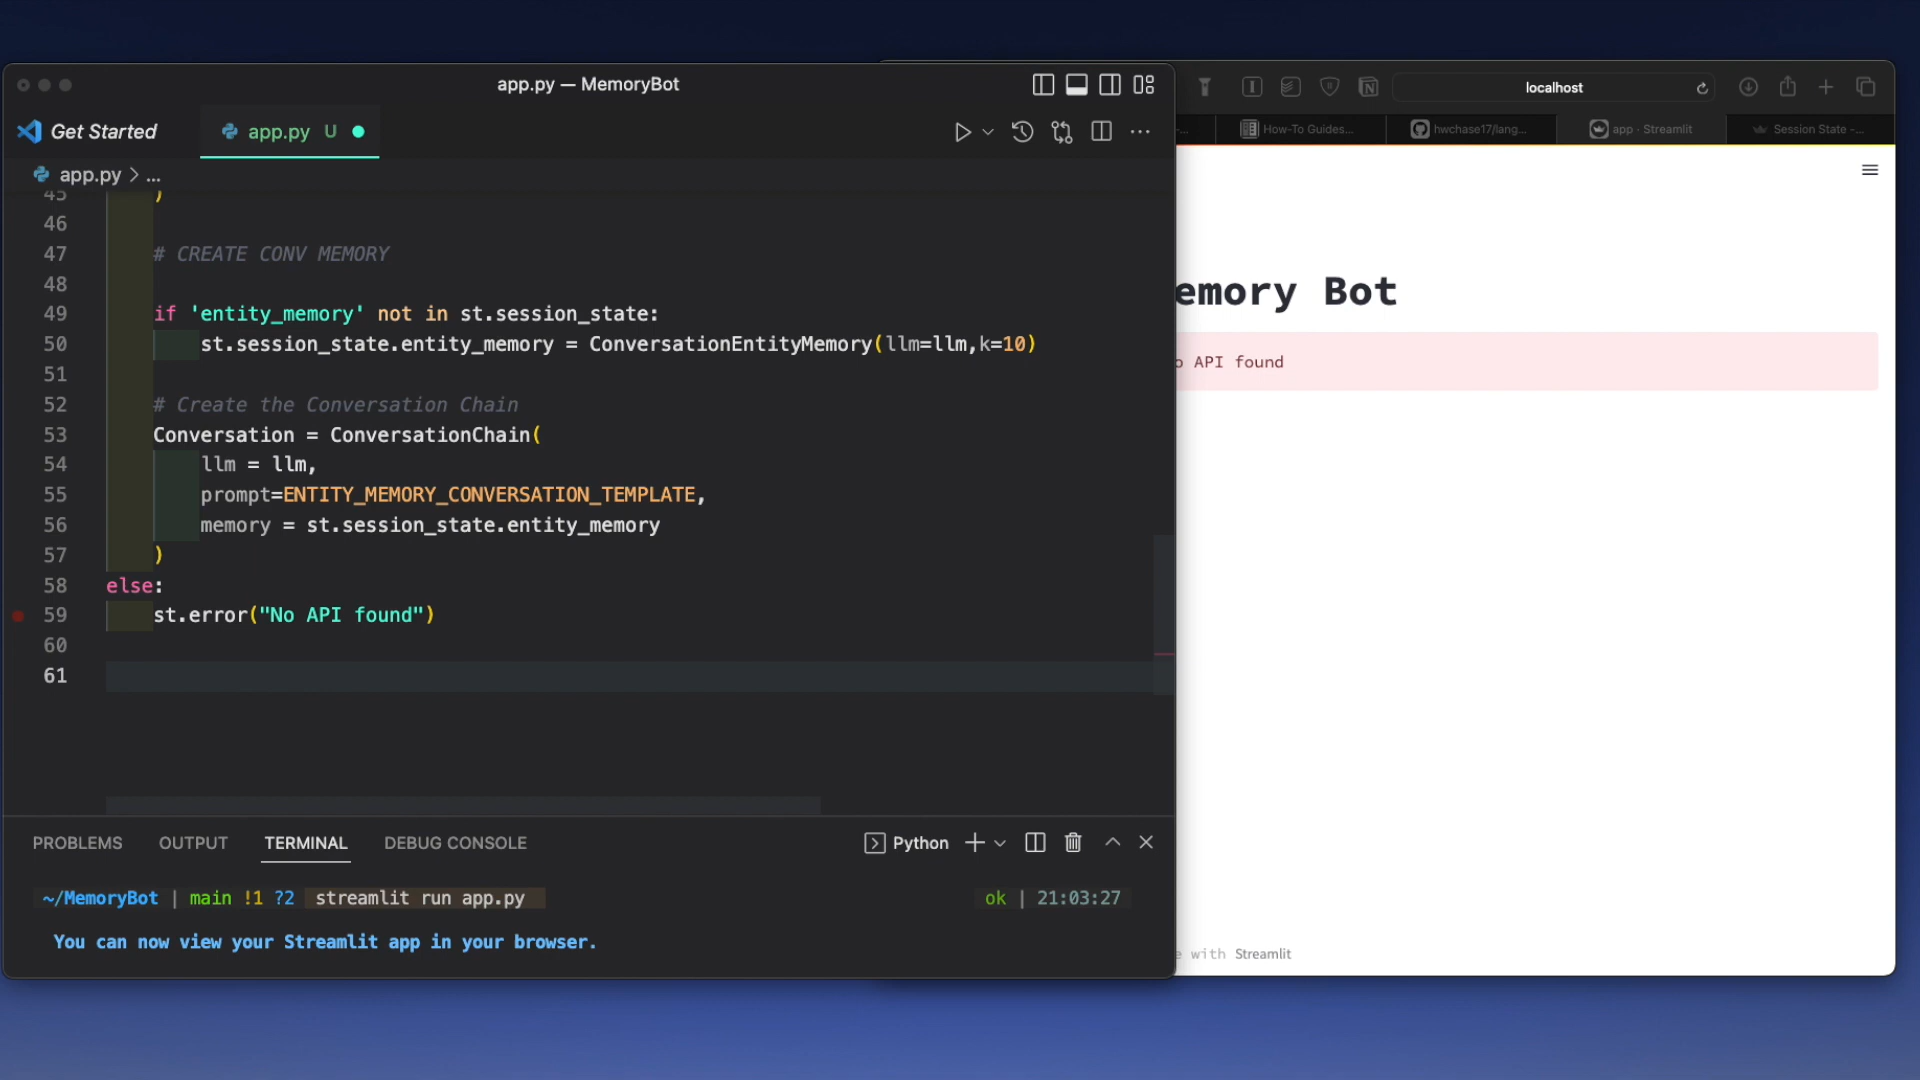 app.py — MemoryBot
Get Started
app.py U
app.py > ...
45 )
46
47 # CREATE CONV MEMORY
48
49 if 'entity_memory' not in st.session_state:
50 st.session_state.entity_memory = ConversationEntityMemory(llm=llm,k=10)
51
52 # Create the Conversation Chain
53 Conversation = ConversationChain(
54 llm = llm,
55 prompt=ENTITY_MEMORY_CONVERSATION_TEMPLATE,
56 memory = st.session_state.entity_memory
57 )
58 else:
59 st.error("No API found")
60
61
PROBLEMS OUTPUT TERMINAL DEBUG CONSOLE Python
~/MemoryBot | main !1 ?2 streamlit run app.py ok | 21:03:27
You can now view your Streamlit app in your browser.
localhost
How-To Guides... hwchase17/lang... app · Streamlit Session State -...
emory Bot
o API found
e with Streamlit